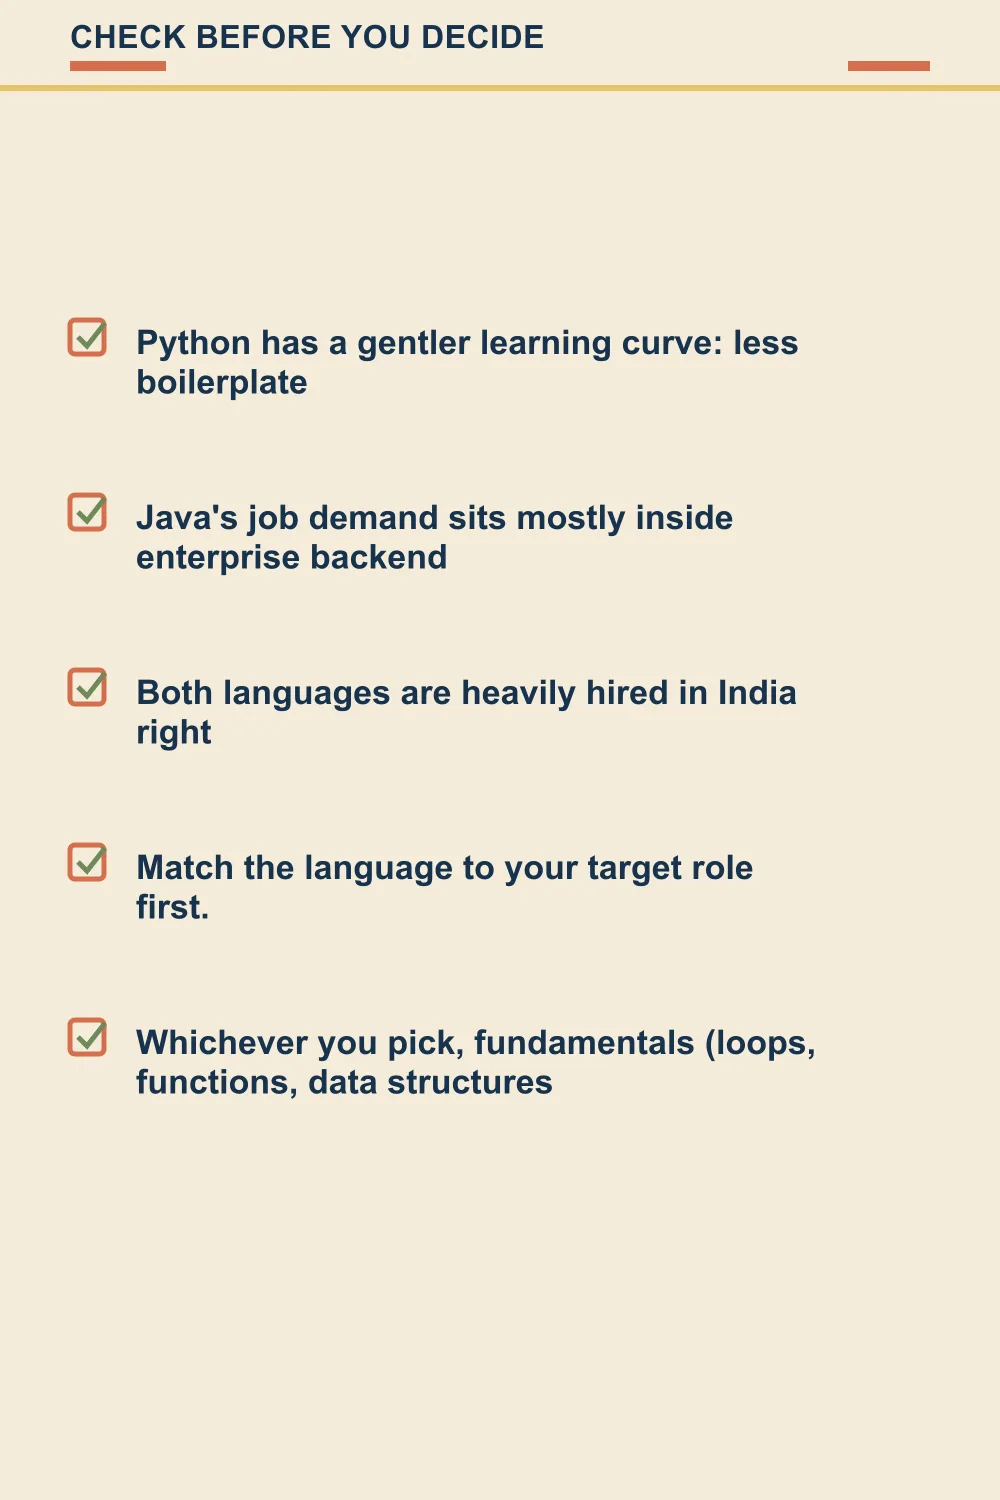 CHECK BEFORE YOU DECIDE
Python has a gentler learning curve: less
boilerplate
Java's job demand sits mostly inside
enterprise backend
Both languages are heavily hired in India
right
Match the language to your target role
first.
Whichever you pick, fundamentals (loops,
functions, data structures